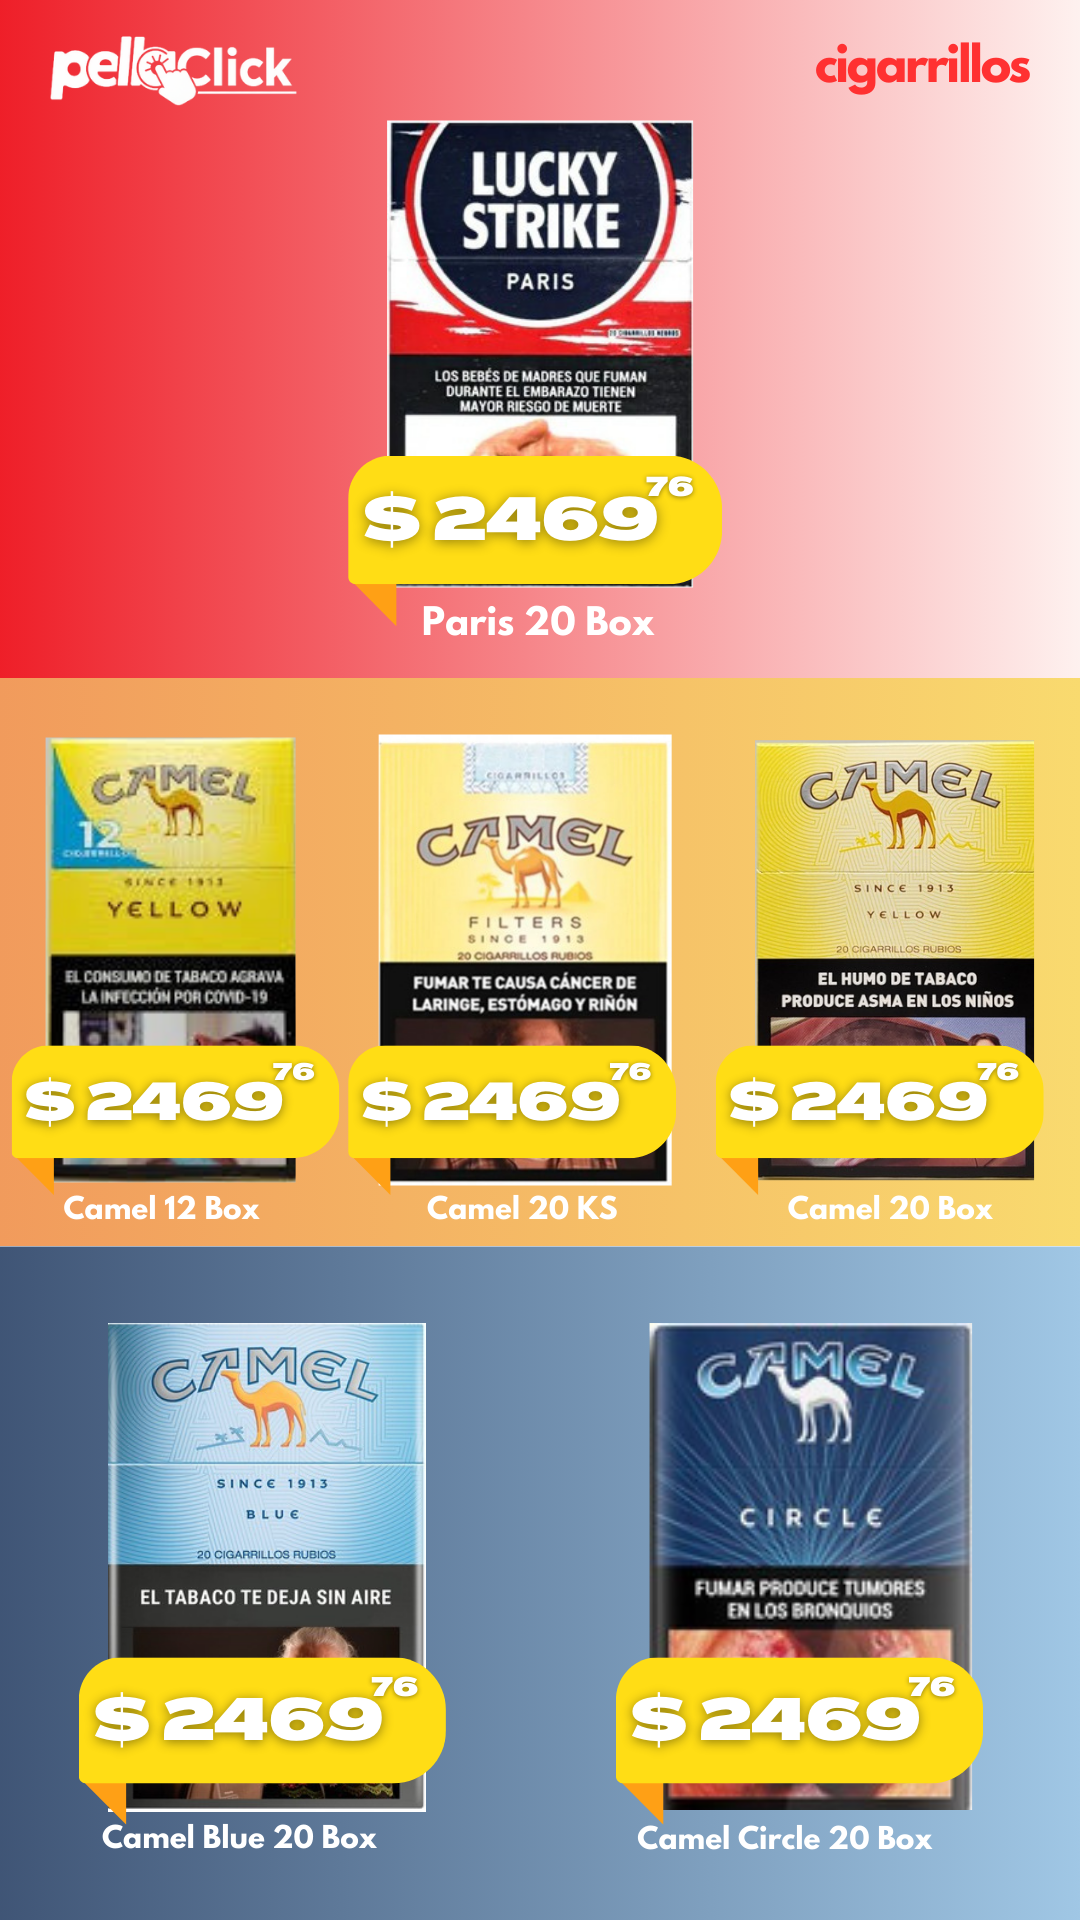 pellaClick
cigarrillos
LUCKY
STRIKE
PARIS
20 CIGARRILLOS NEGROS
LOS BEBÉS DE MADRES QUE FUMAN
DURANTE EL EMBARAZO TIENEN
MAYOR RIESGO DE MUERTE
$ 2469 76
Paris 20 Box
CAMEL
12
CIGARRILLOS
SINCE 1913
YELLOW
EL CONSUMO DE TABACO AGRAVA
LA INFECCIÓN POR COVID-19
$ 2469 76
Camel 12 Box
CIGARRILLOS
CAMEL
FILTERS
SINCE 1913
20 CIGARRILLOS RUBIOS
FUMAR TE CAUSA CÁNCER DE
LARINGE, ESTÓMAGO Y RIÑÓN
$ 2469 76
Camel 20 KS
CAMEL
SINCE 1913
YELLOW
20 CIGARRILLOS RUBIOS
EL HUMO DE TABACO
PRODUCE ASMA EN LOS NIÑOS
$ 2469 76
Camel 20 Box
CAMEL
SINCE 1913
BLUE
20 CIGARRILLOS RUBIOS
EL TABACO TE DEJA SIN AIRE
$ 2469 76
Camel Blue 20 Box
CAMEL
CIRCLE
FUMAR PRODUCE TUMORES
EN LOS BRONQUIOS
$ 2469 76
Camel Circle 20 Box